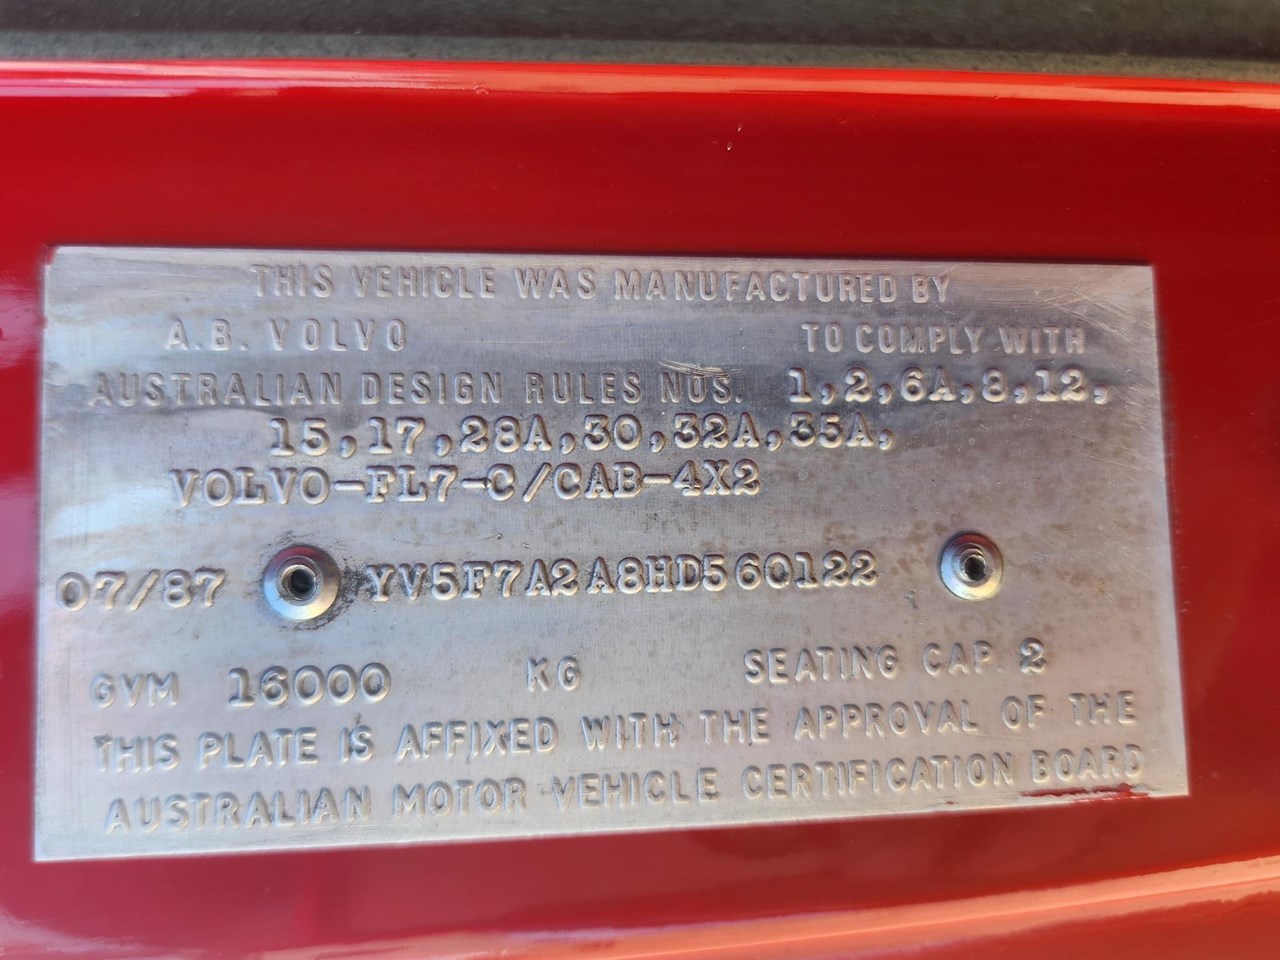 THIS VEHICLE WAS MANUFACTURED BY
A.B. VOLVO TO COMPLY WITH
AUSTRALIAN DESIGN RULES NOS. 1,2,6A,8,12,
15,17,28A,30,32A,35A,
VOLVO-FL7-C/CAB-4X2
07/87 YV5F7A2A8HD560122
GVM 16000 KG SEATING CAP 2
THIS PLATE IS AFFIXED WITH THE APPROVAL OF THE
AUSTRALIAN MOTOR VEHICLE CERTIFICATION BOARD